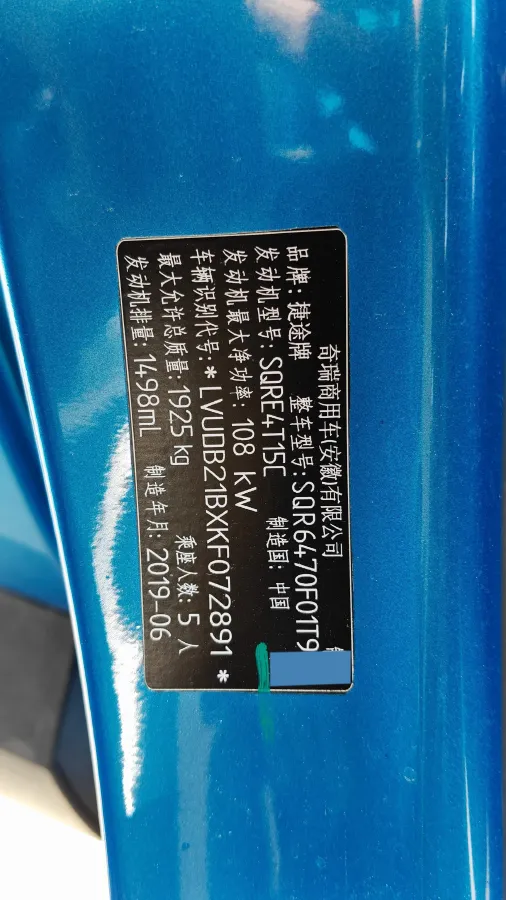 奇瑞商用车(安徽)有限公司
品牌：捷途牌 整车型号：SQR6470F01T9
发动机型号：SQRE4T15C 制造国：中国
发动机最大净功率：108 kW
车辆识别代号：*LVUDB21BXKF072891*
最大允许总质量：1925 kg 乘座人数：5 人
发动机排量：1498mL 制造年月：2019-06